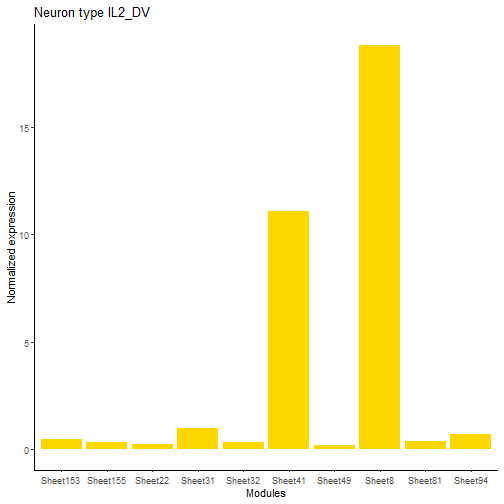 Neuron type IL2_DV
Normalized expression
15
10
5
0
Sheet153 Sheet155 Sheet22 Sheet31 Sheet32 Sheet41 Sheet49 Sheet8 Sheet81 Sheet94
Modules